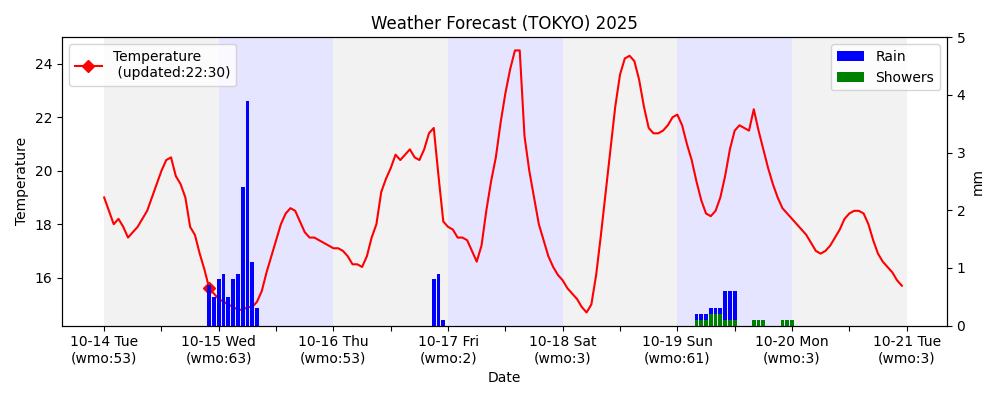 Weather Forecast (TOKYO) 2025
Temperature
(updated:22:30)
Rain
Showers
24
22
20
18
16
Temperature
5
4
3
2
1
0
mm
10-14 Tue
(wmo:53)
10-15 Wed
(wmo:63)
10-16 Thu
(wmo:53)
10-17 Fri
(wmo:2)
10-18 Sat
(wmo:3)
10-19 Sun
(wmo:61)
10-20 Mon
(wmo:3)
10-21 Tue
(wmo:3)
Date